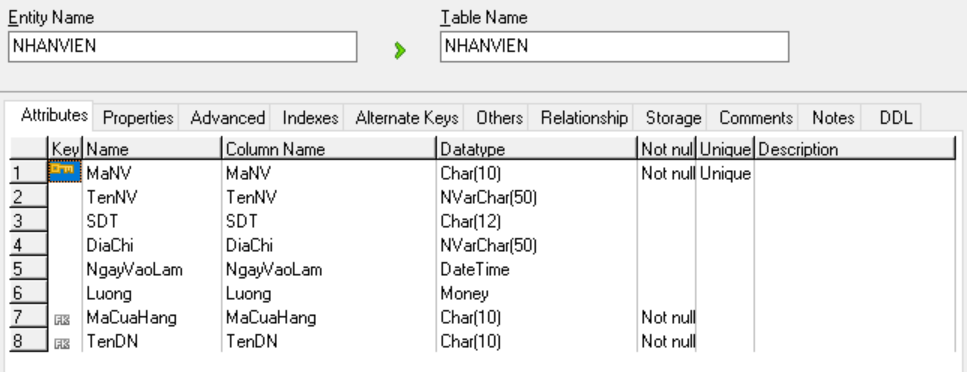 Entity Name Table Name
NHANVIEN NHANVIEN
Attributes Properties Advanced Indexes Alternate Keys Others Relationship Storage Comments Notes DDL
Key Name Column Name Datatype Not nul Unique Description
1 MaNV MaNV Char(10) Not null Unique
2 TenNV TenNV NVarChar(50)
3 SDT SDT Char(12)
4 DiaChi DiaChi NVarChar(50)
5 NgayVaoLam NgayVaoLam DateTime
6 Luong Luong Money
7 FK MaCuaHang MaCuaHang Char(10) Not null
8 FK TenDN TenDN Char(10) Not null